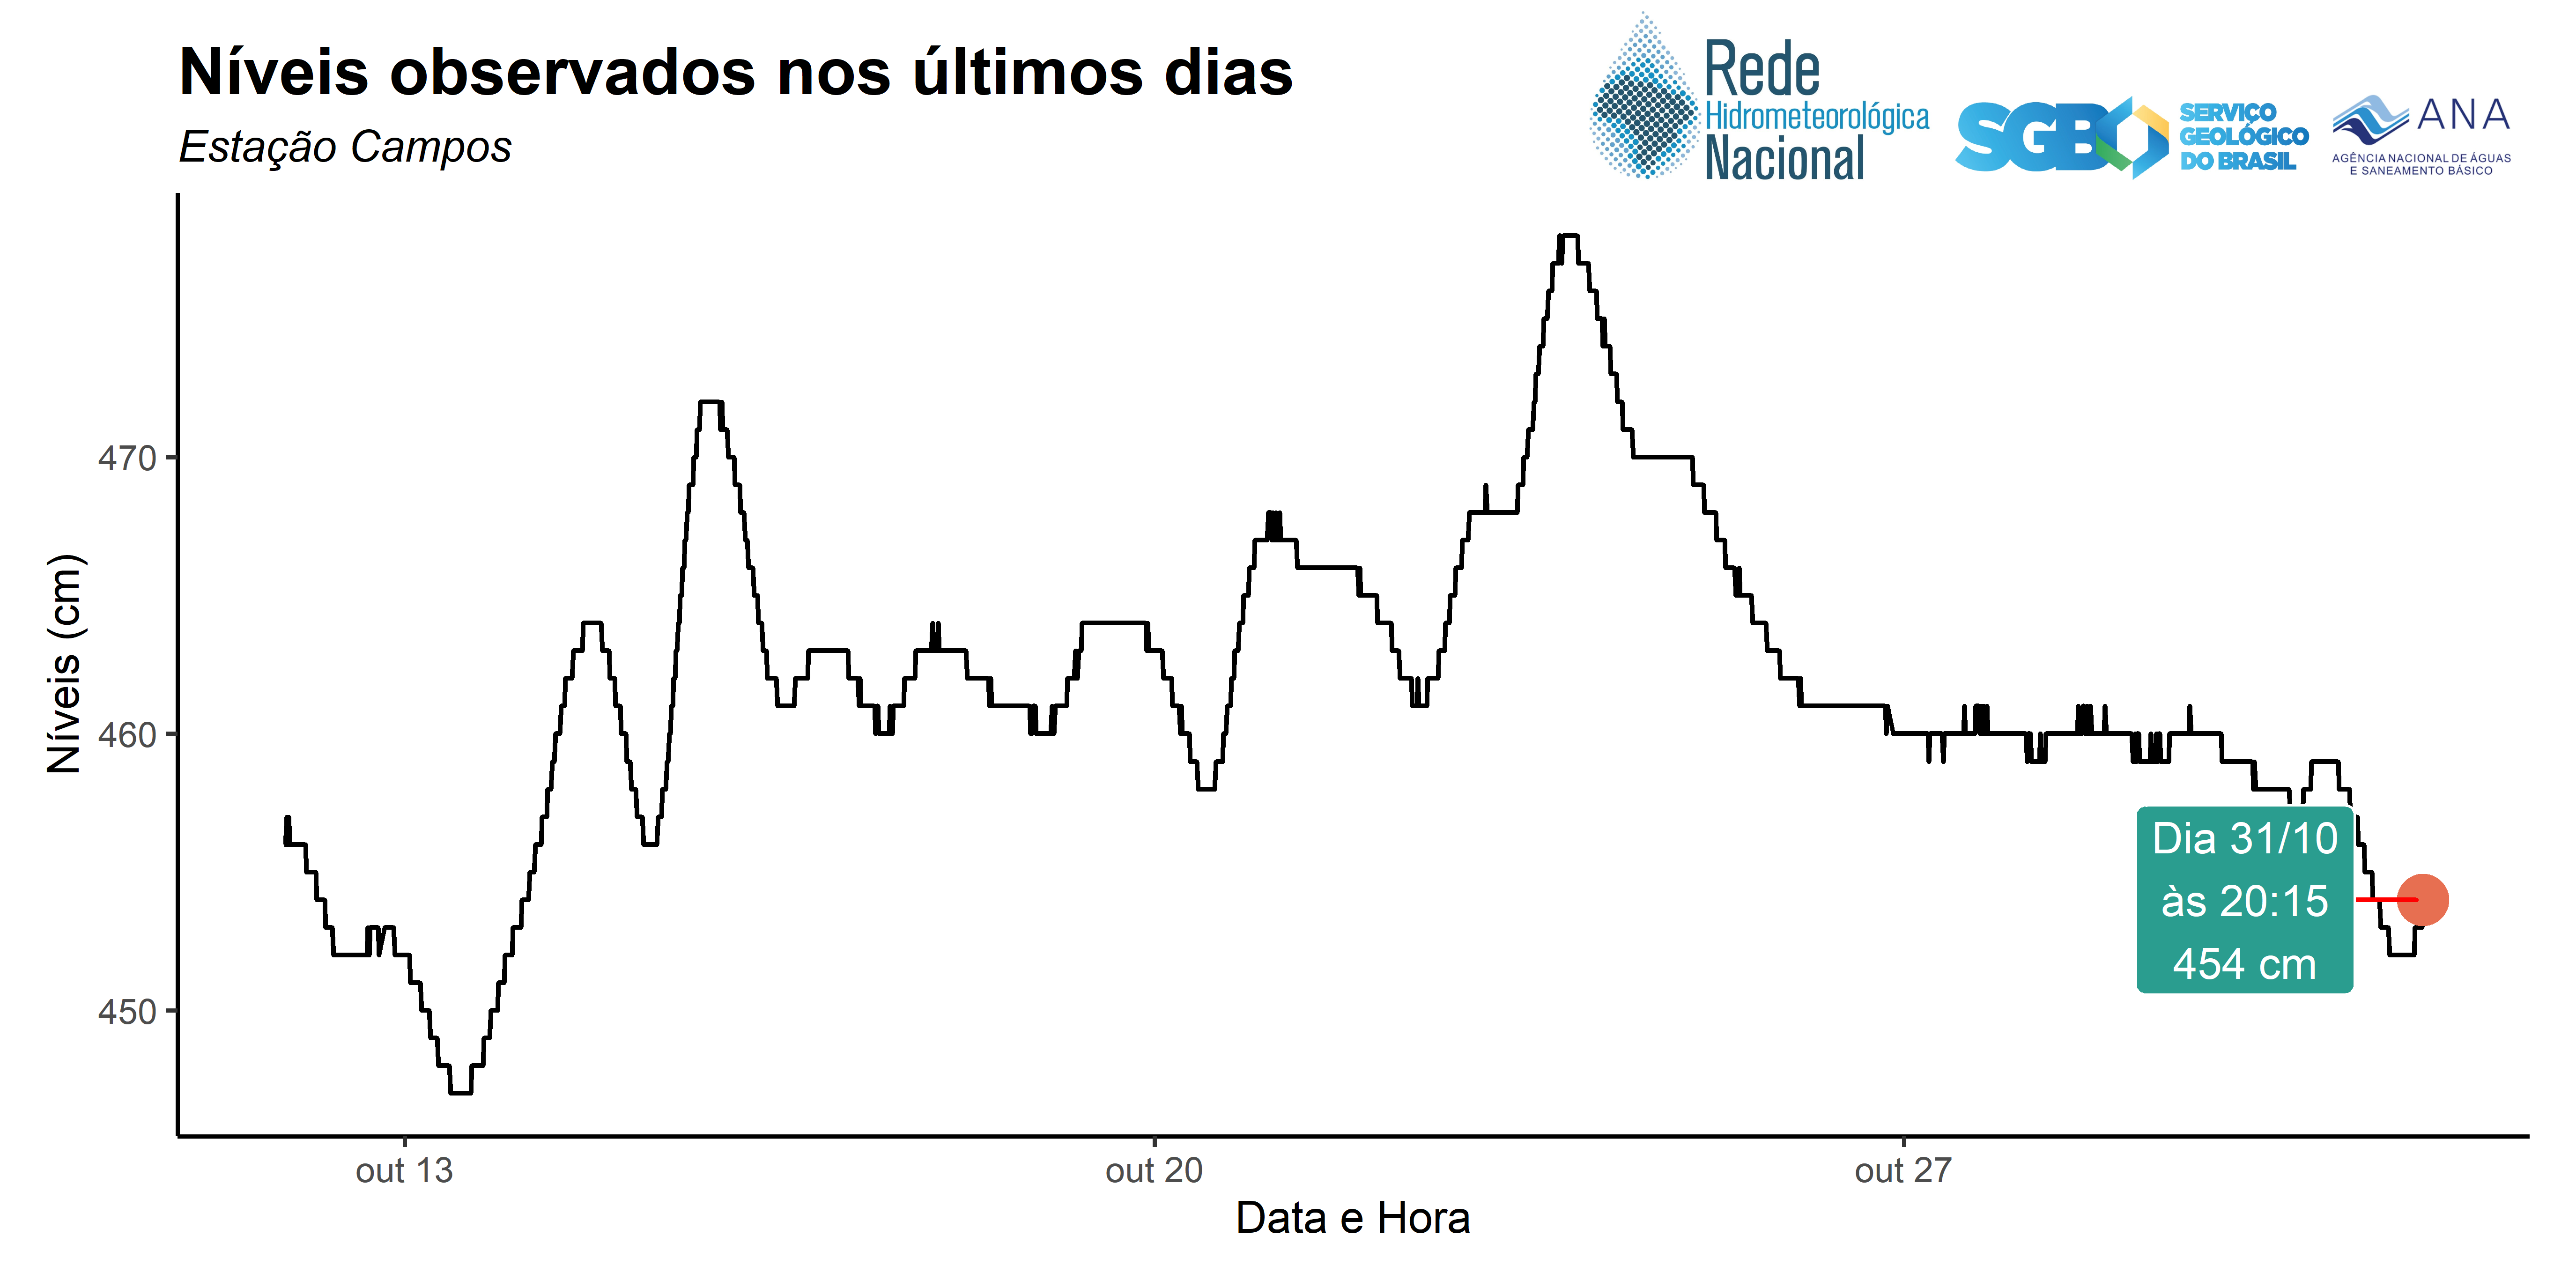 Níveis observados nos últimos dias
Estação Campos
Rede
Hidrometeorológica
Nacional
SGB
SERVIÇO
GEOLÓGICO
DO BRASIL
ANA
AGÊNCIA NACIONAL DE ÁGUAS
E SANEAMENTO BÁSICO
Níveis (cm)
470
460
450
Dia 31/10
às 20:15
454 cm
out 13
out 20
out 27
Data e Hora